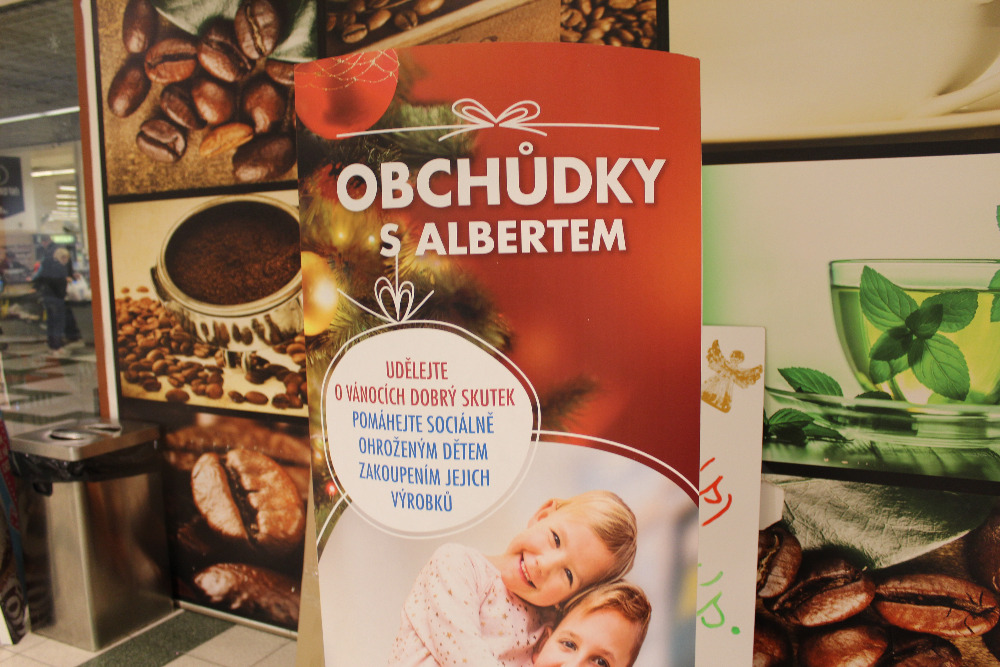 OBCHŮDKY
S ALBERTEM
UDĚLEJTE
O VÁNOCÍCH DOBRÝ SKUTEK
POMÁHEJTE SOCIÁLNĚ
OHROŽENÝM DĚTEM
ZAKOUPENÍM JEJICH
VÝROBKŮ